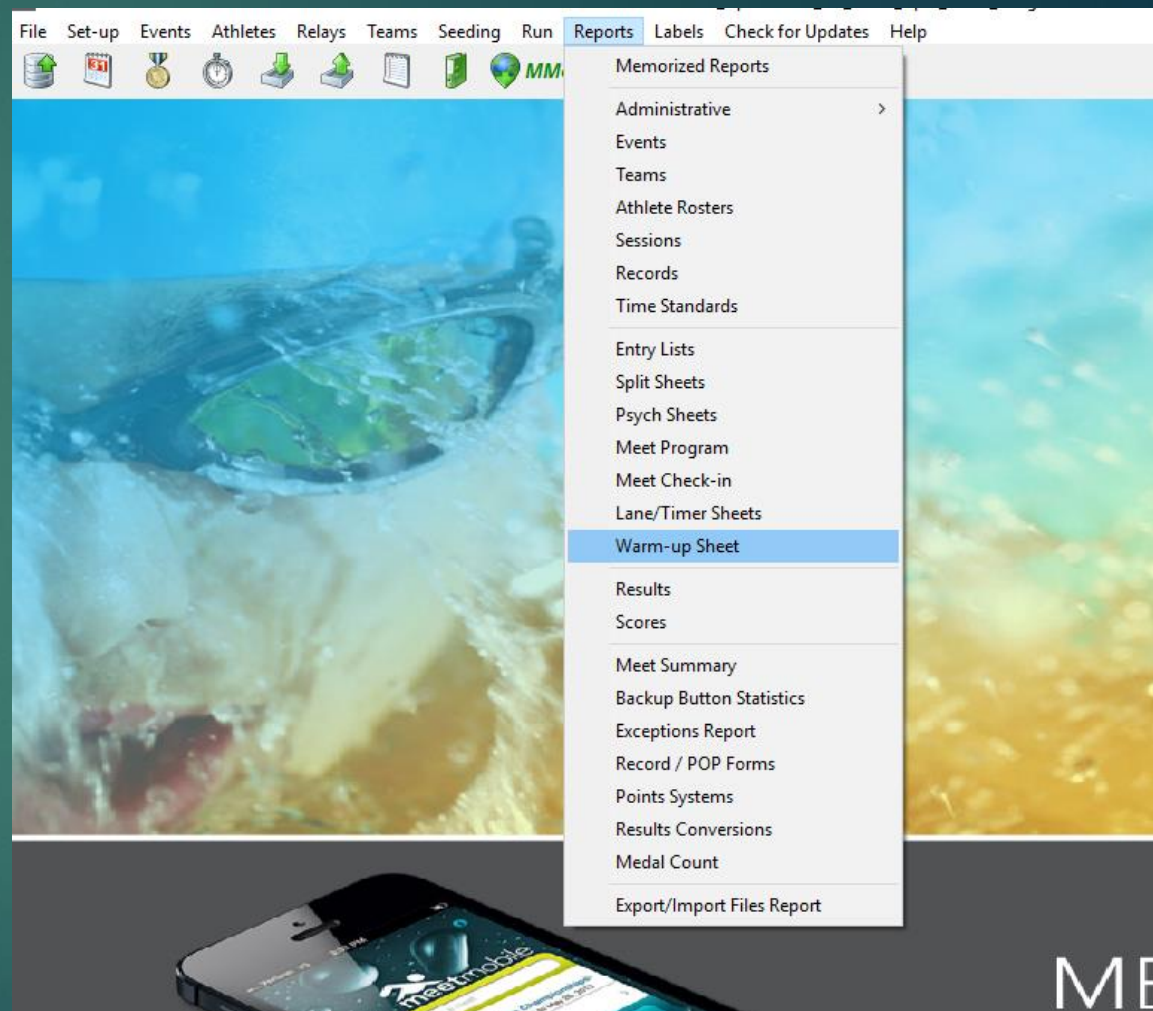 File Set-up Events Athletes Relays Teams Seeding Run Reports Labels Check for Updates Help
31
Memorized Reports
Administrative >
Events
Teams
Athlete Rosters
Sessions
Records
Time Standards
Entry Lists
Split Sheets
Psych Sheets
Meet Program
Meet Check-in
Lane/Timer Sheets
Warm-up Sheet
Results
Scores
Meet Summary
Backup Button Statistics
Exceptions Report
Record / POP Forms
Points Systems
Results Conversions
Medal Count
Export/Import Files Report
meetmobile